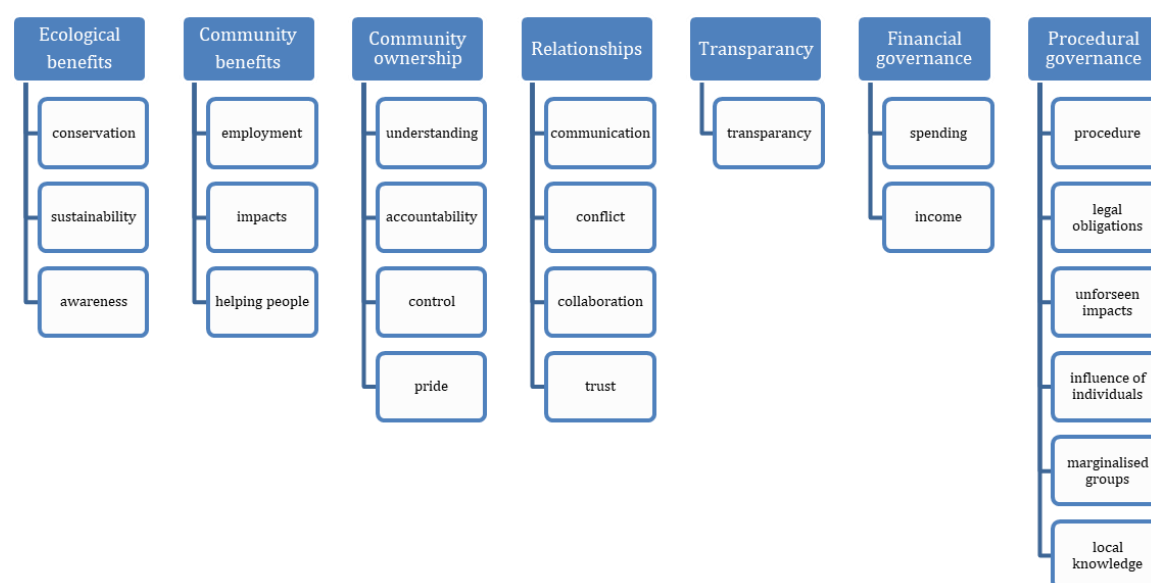 Ecological
benefits
conservation
sustainability
awareness
Community
benefits
employment
impacts
helping people
Community
ownership
understanding
accountability
control
pride
Relationships
communication
conflict
collaboration
trust
Transparancy
transparancy
Financial
governance
spending
income
Procedural
governance
procedure
legal
obligations
unforseen
impacts
influence of
individuals
marginalised
groups
local
knowledge